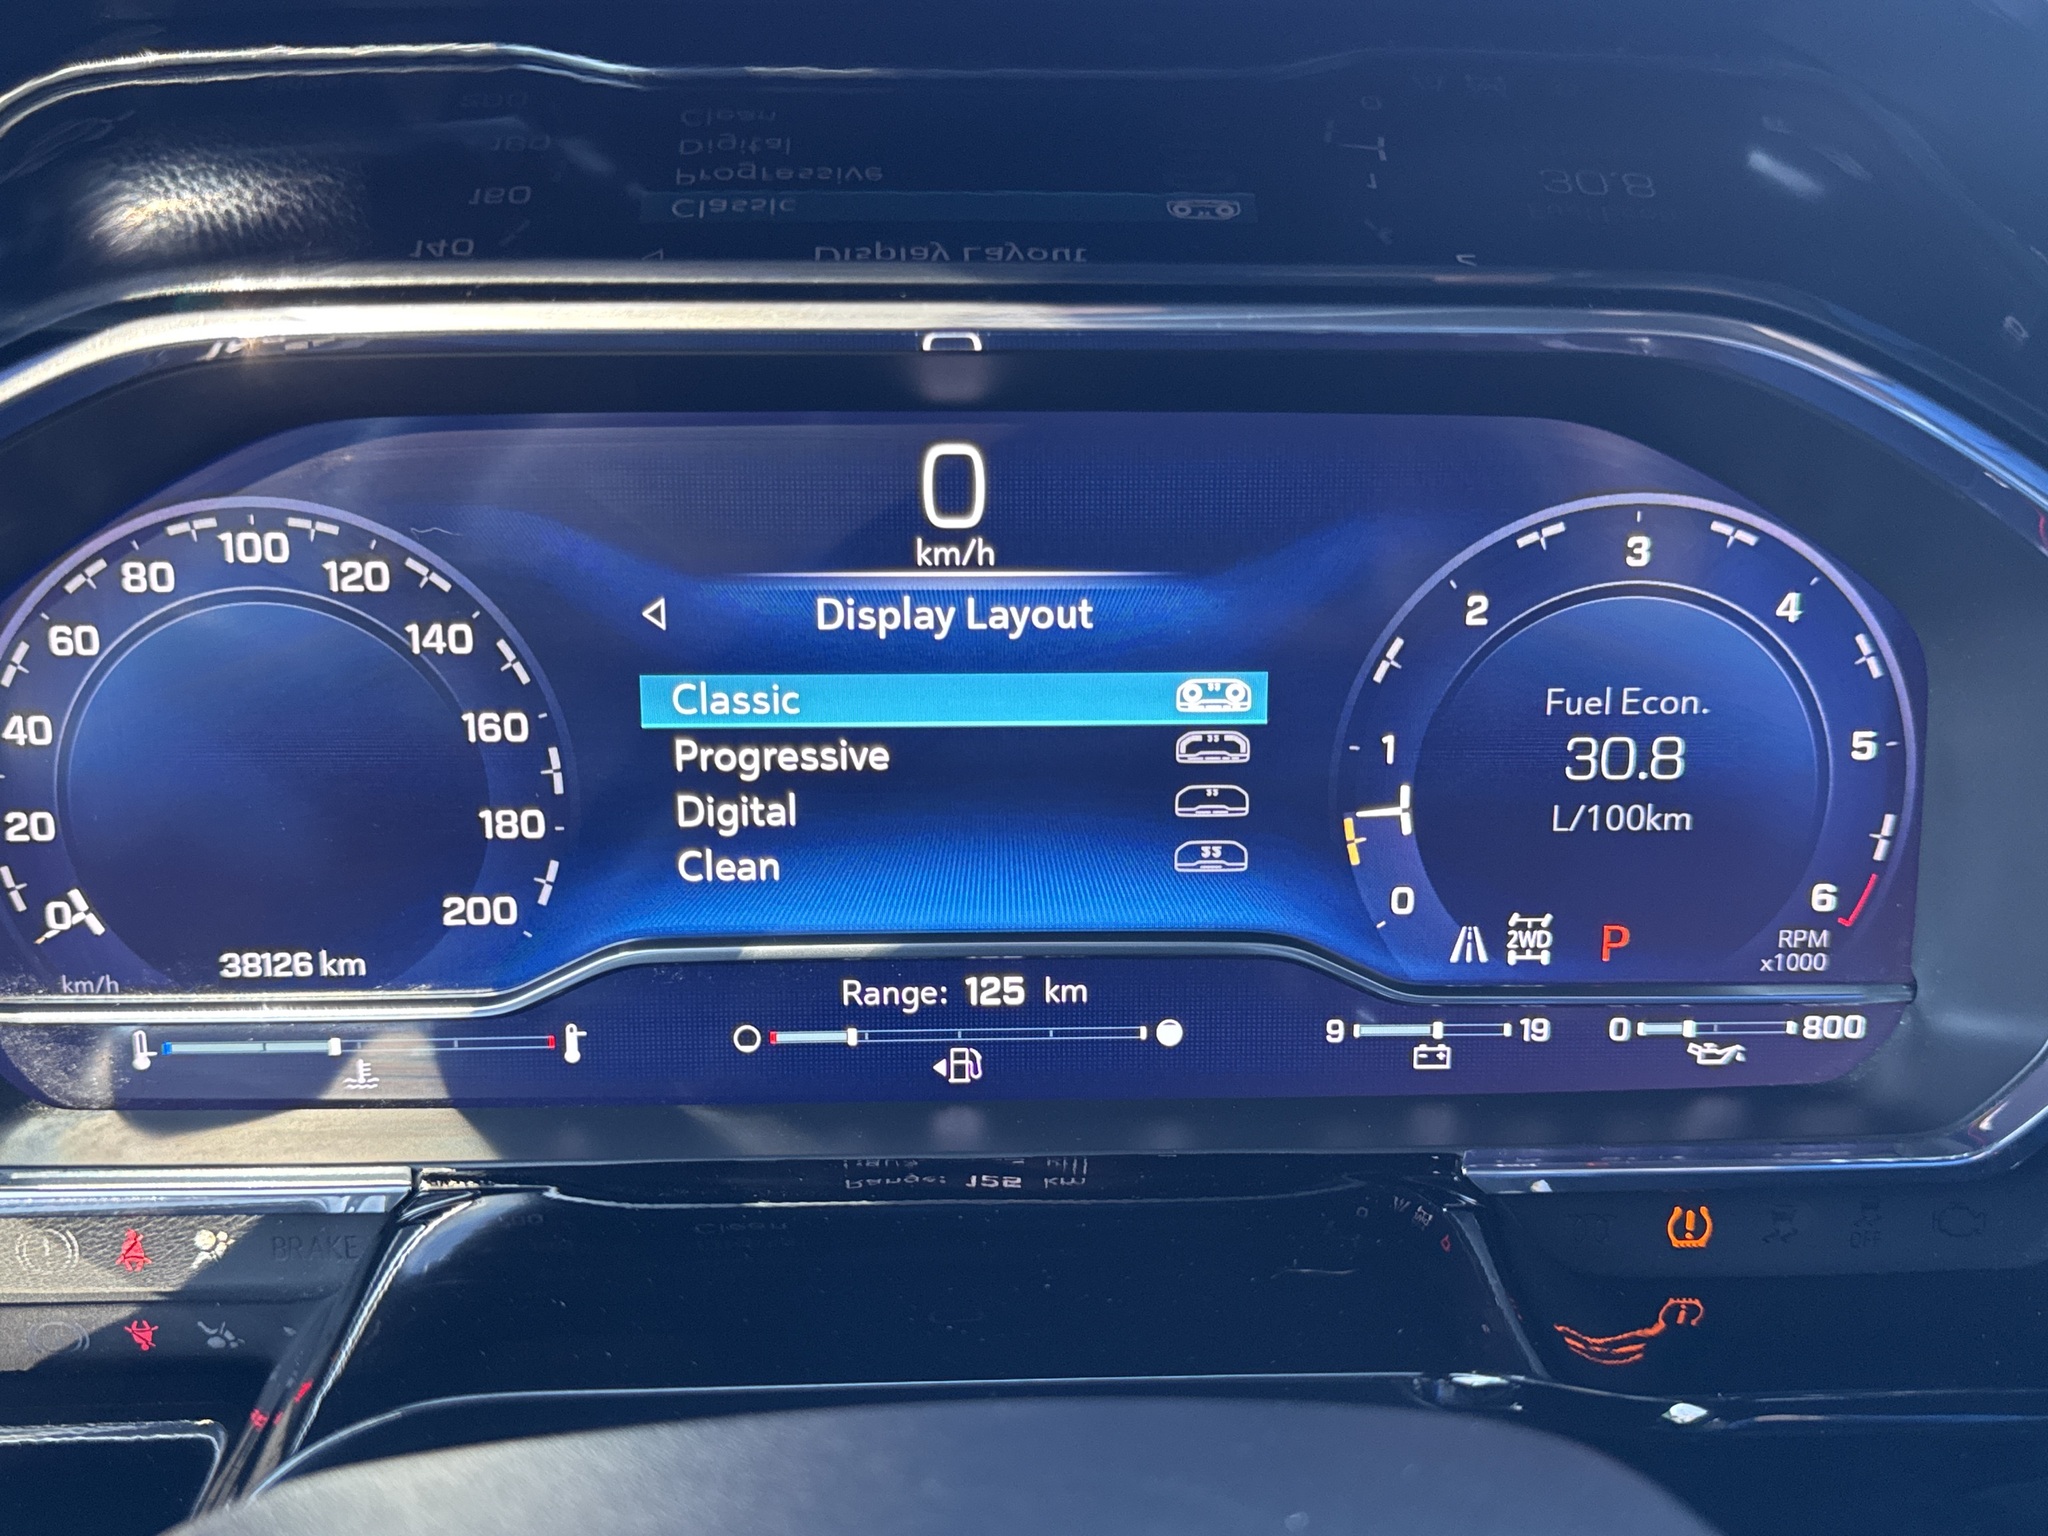 0
km/h
Display Layout
Classic
Progressive
Digital
Clean
0
20
40
60
80
100
120
140
160
180
200
km/h
38126 km
0
1
2
3
4
5
6
RPM
x1000
Fuel Econ.
30.8
L/100km
2WD
P
Range: 125 km
9 19
0 800
BRAKE
OFF